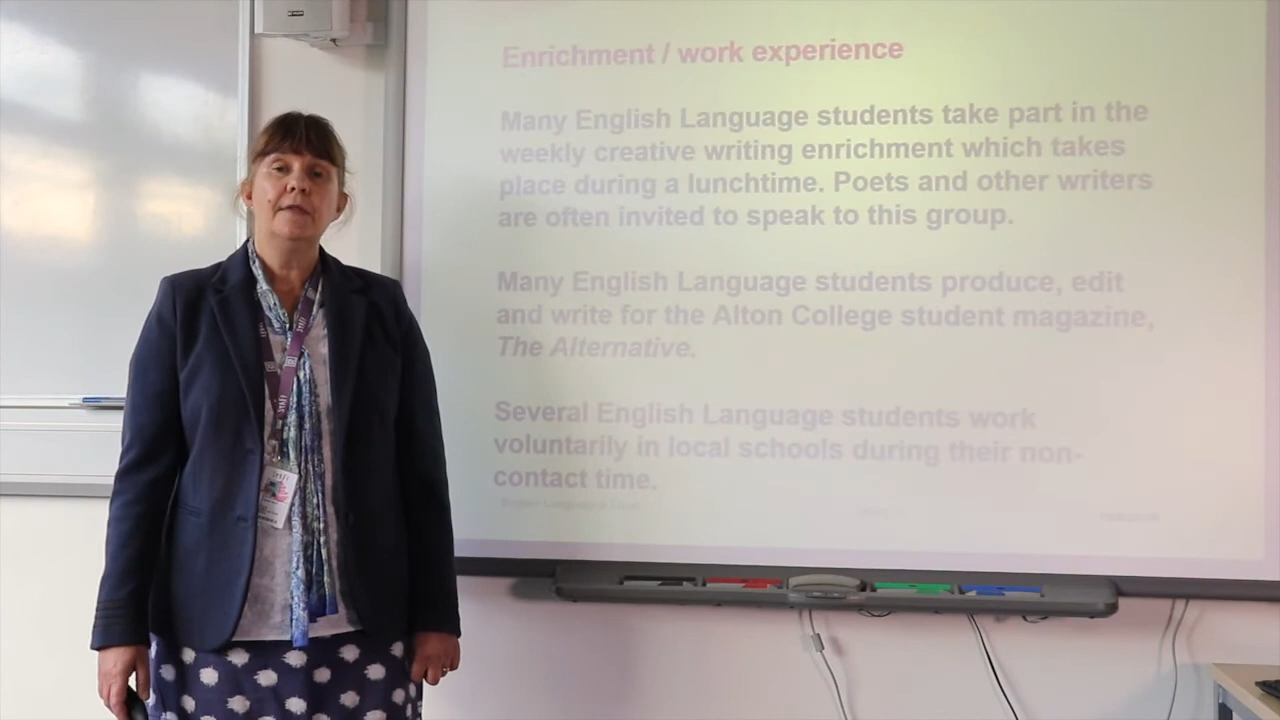 Enrichment / work experience
Many English Language students take part in the
weekly creative writing enrichment which takes
place during a lunchtime. Poets and other writers
are often invited to speak to this group.
Many English Language students produce, edit
and write for the Alton College student magazine,
The Alternative.
Several English Language students work
voluntarily in local schools during their non-
contact time.